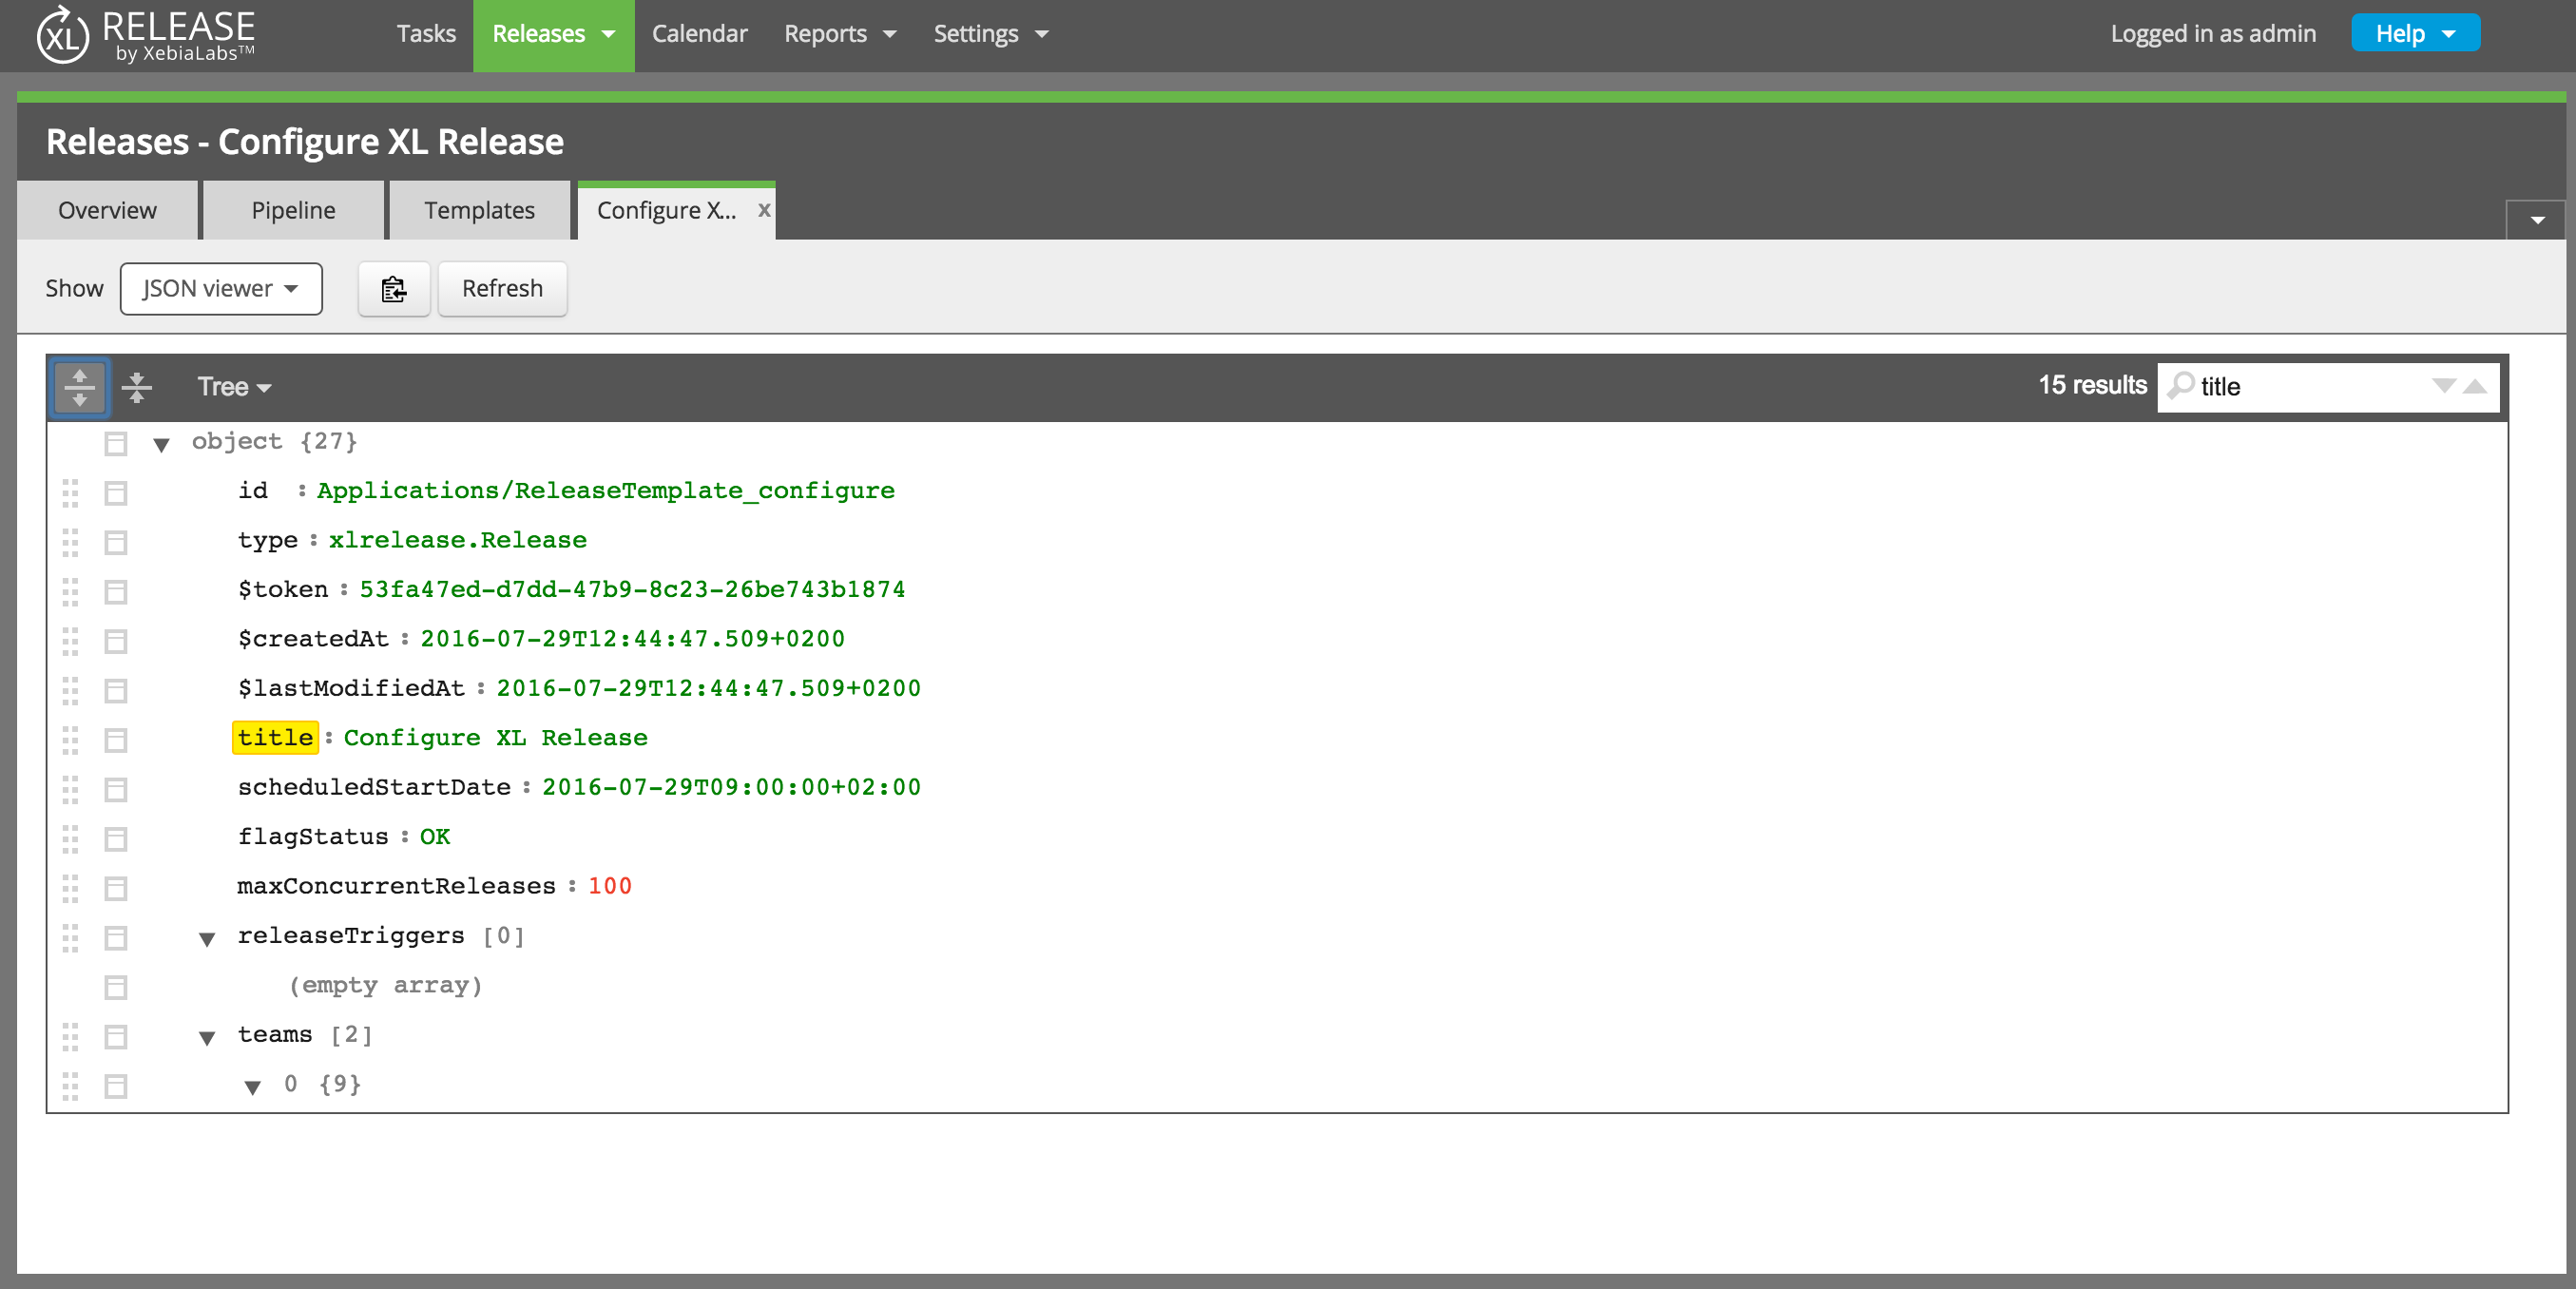 XL RELEASE
by XebiaLabs™
Tasks Releases Calendar Reports Settings Logged in as admin Help
Releases - Configure XL Release
Overview Pipeline Templates Configure X... x
Show JSON viewer Refresh
Tree 15 results title
object {27}
id : Applications/ReleaseTemplate_configure
type : xlrelease.Release
$token : 53fa47ed-d7dd-47b9-8c23-26be743b1874
$createdAt : 2016-07-29T12:44:47.509+0200
$lastModifiedAt : 2016-07-29T12:44:47.509+0200
title : Configure XL Release
scheduledStartDate : 2016-07-29T09:00:00+02:00
flagStatus : OK
maxConcurrentReleases : 100
releaseTriggers [0]
(empty array)
teams [2]
0 {9}